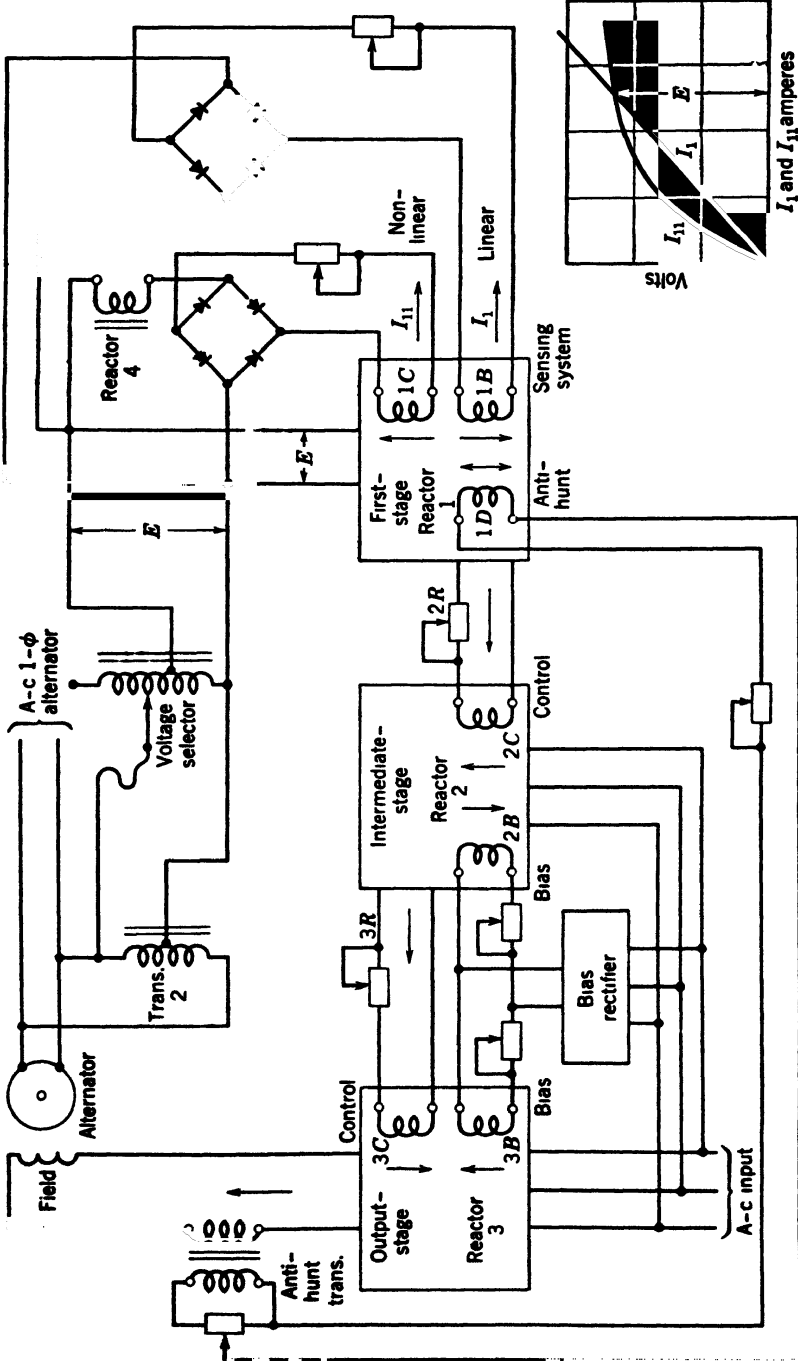 Alternator
Field
Anti-
hunt
trans.
Trans.
2
A-c 1-ϕ
alternator
Voltage
selector
E
Reactor
4
Non-
linear
Linear
I₁₁
I₁
E
Control
3C
Output-
stage
Reactor
3
3B
Bias
3R
Intermediate-
stage
Reactor
2
2B
2C
Bias
Control
2R
First-
stage
Reactor
1
1C
1B
1D
Anti-
hunt
Sensing
system
Bias
rectifier
A-c input
Volts
I₁₁
I₁
E
I₁ and I₁₁ amperes